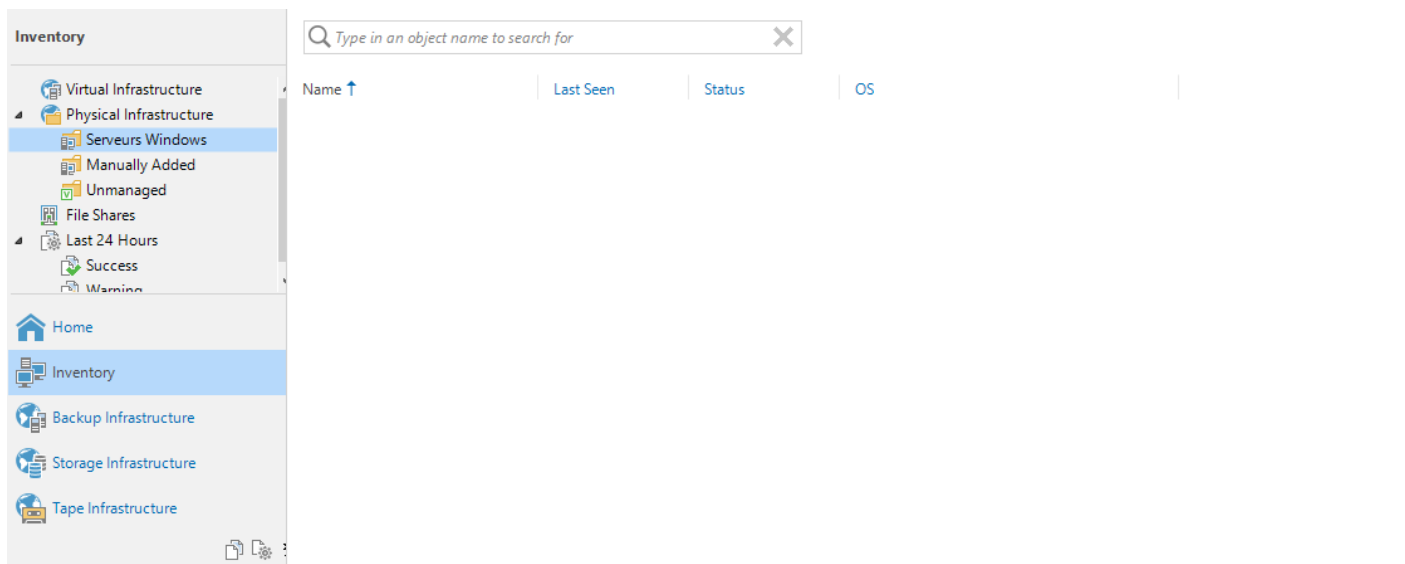 Inventory
Type in an object name to search for
Virtual Infrastructure
Physical Infrastructure
Serveurs Windows
Manually Added
Unmanaged
File Shares
Last 24 Hours
Success
Warning
Home
Inventory
Backup Infrastructure
Storage Infrastructure
Tape Infrastructure
Name Last Seen Status OS